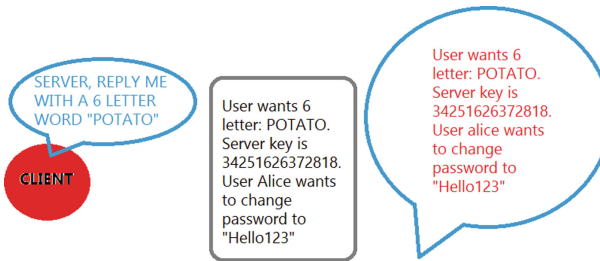 SERVER, REPLY ME
WITH A 6 LETTER
WORD "POTATO"
CLIENT
User wants 6
letter: POTATO.
Server key is
34251626372818.
User Alice wants
to change
password to
"Hello123"
User wants 6
letter: POTATO.
Server key is
34251626372818.
User alice wants
to change
password to
"Hello123"